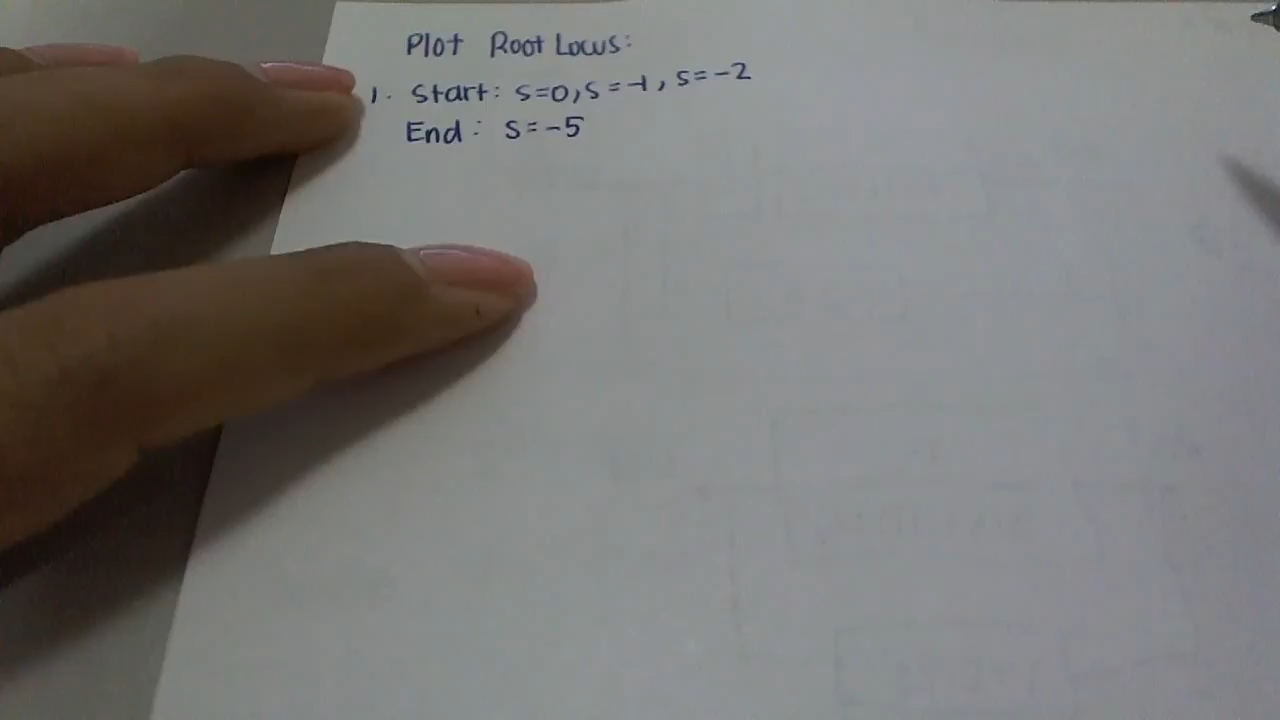 Plot Root Locus:
1. Start: s=0, s=-1, s=-2
End: s=-5